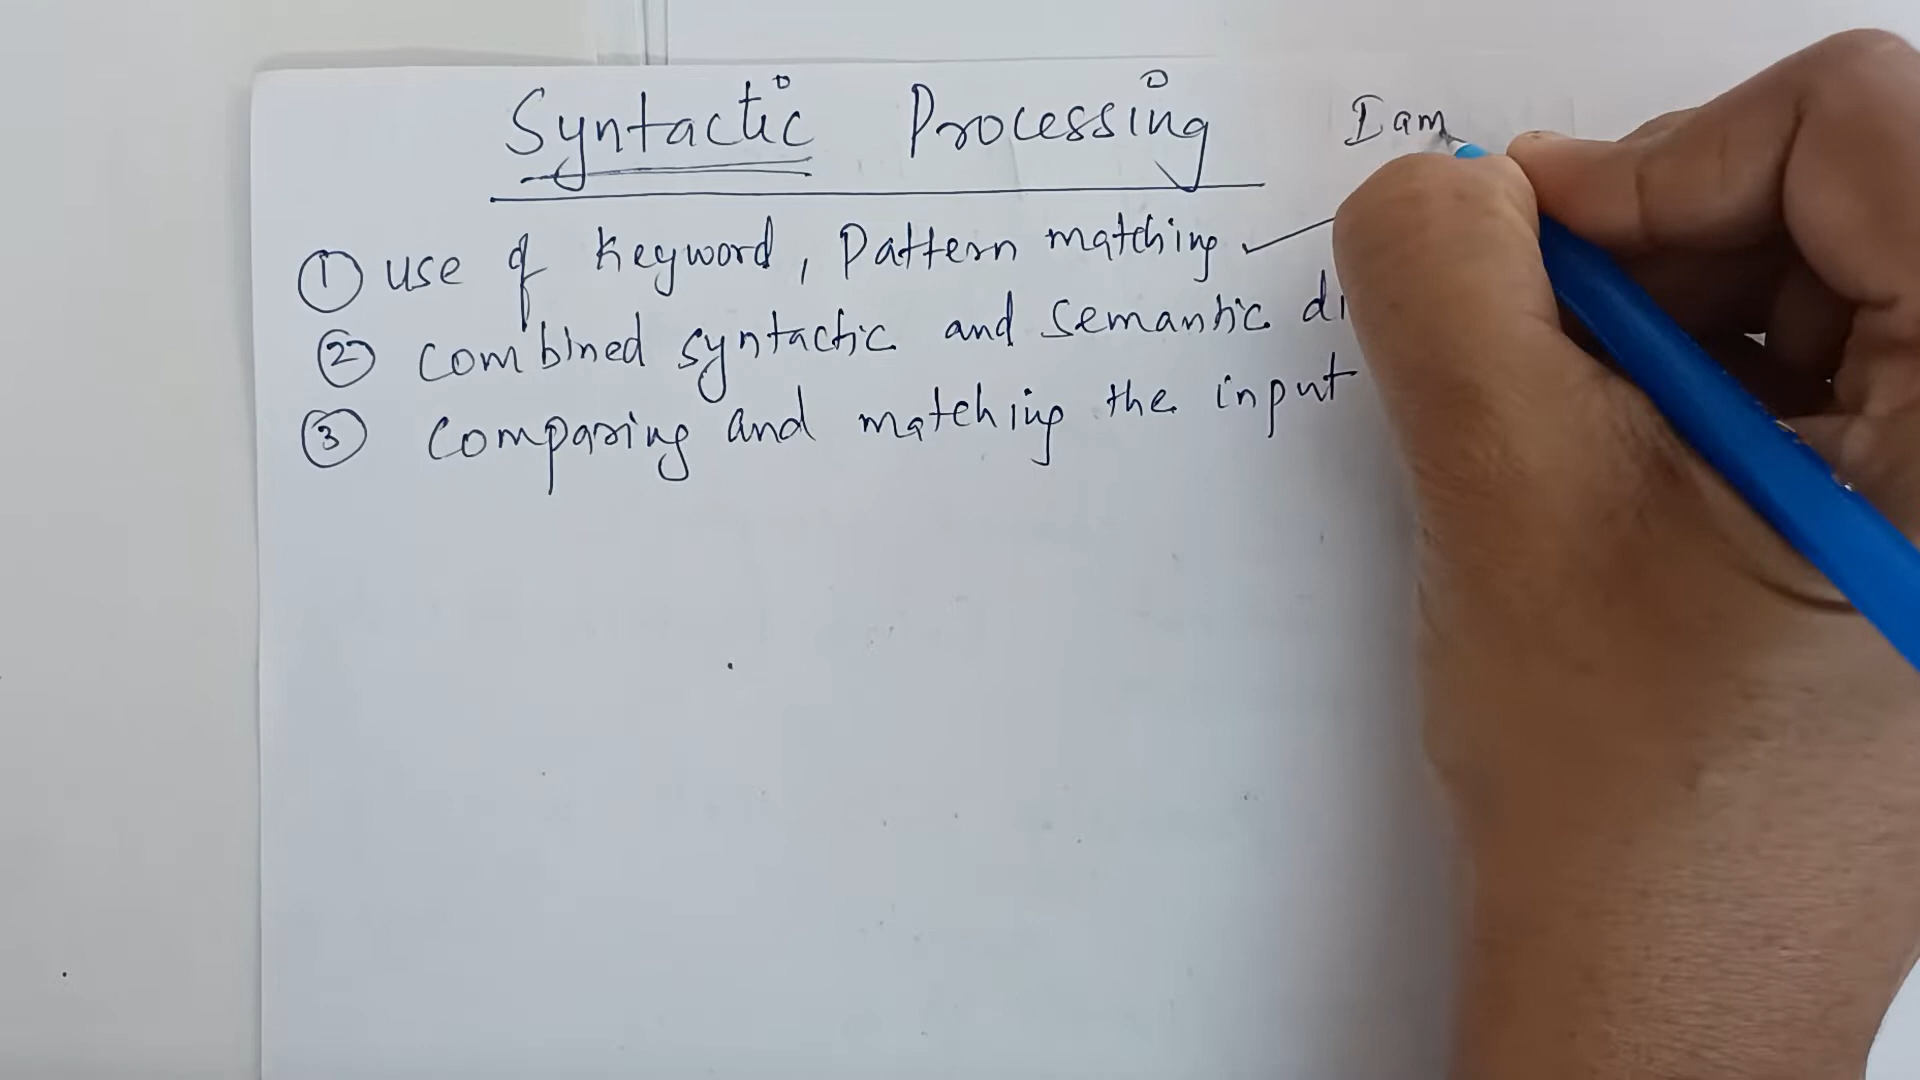 Syntactic Processing
I am
① use of keyword, Pattern matching
② combined syntactic and semantic
③ comparing and matching the input